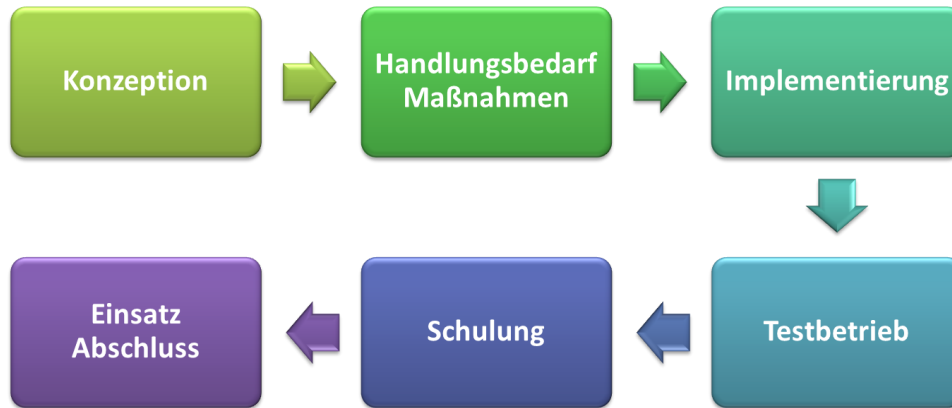 Konzeption
Handlungsbedarf
Maßnahmen
Implementierung
Testbetrieb
Schulung
Einsatz
Abschluss